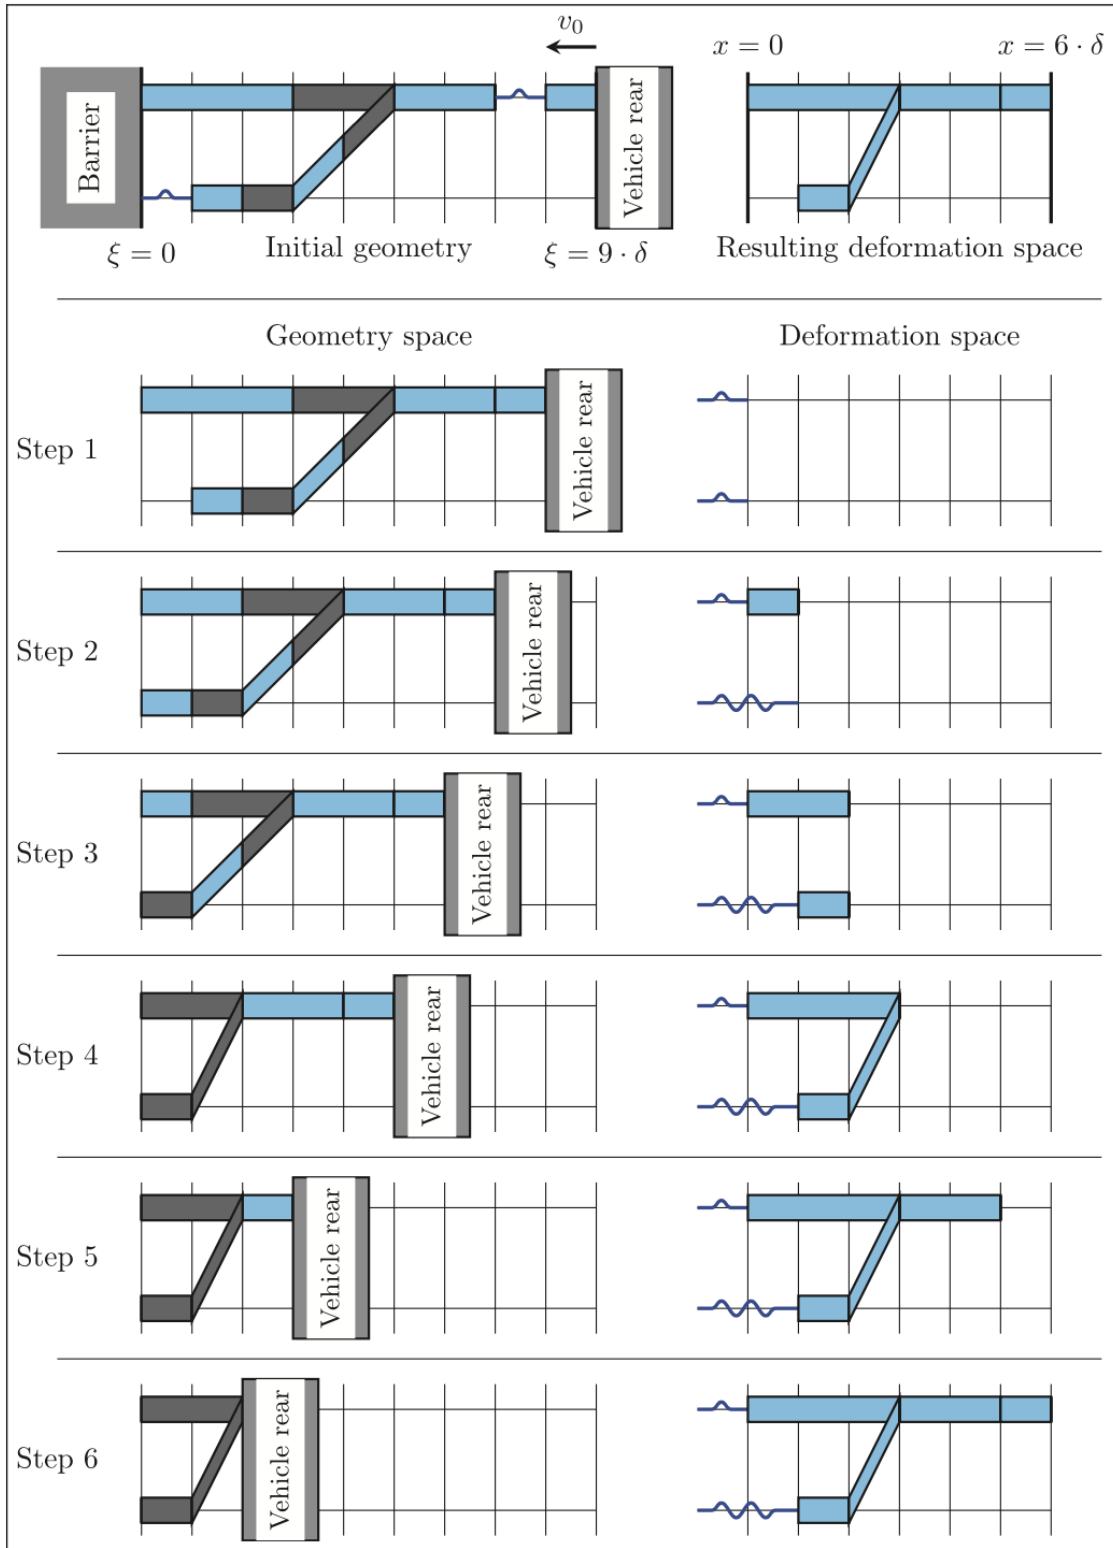 v₀
x = 0
x = 6 · δ
Barrier
Vehicle rear
ξ = 0
Initial geometry
ξ = 9 · δ
Resulting deformation space
Geometry space
Deformation space
Step 1
Vehicle rear
Step 2
Vehicle rear
Step 3
Vehicle rear
Step 4
Vehicle rear
Step 5
Vehicle rear
Step 6
Vehicle rear